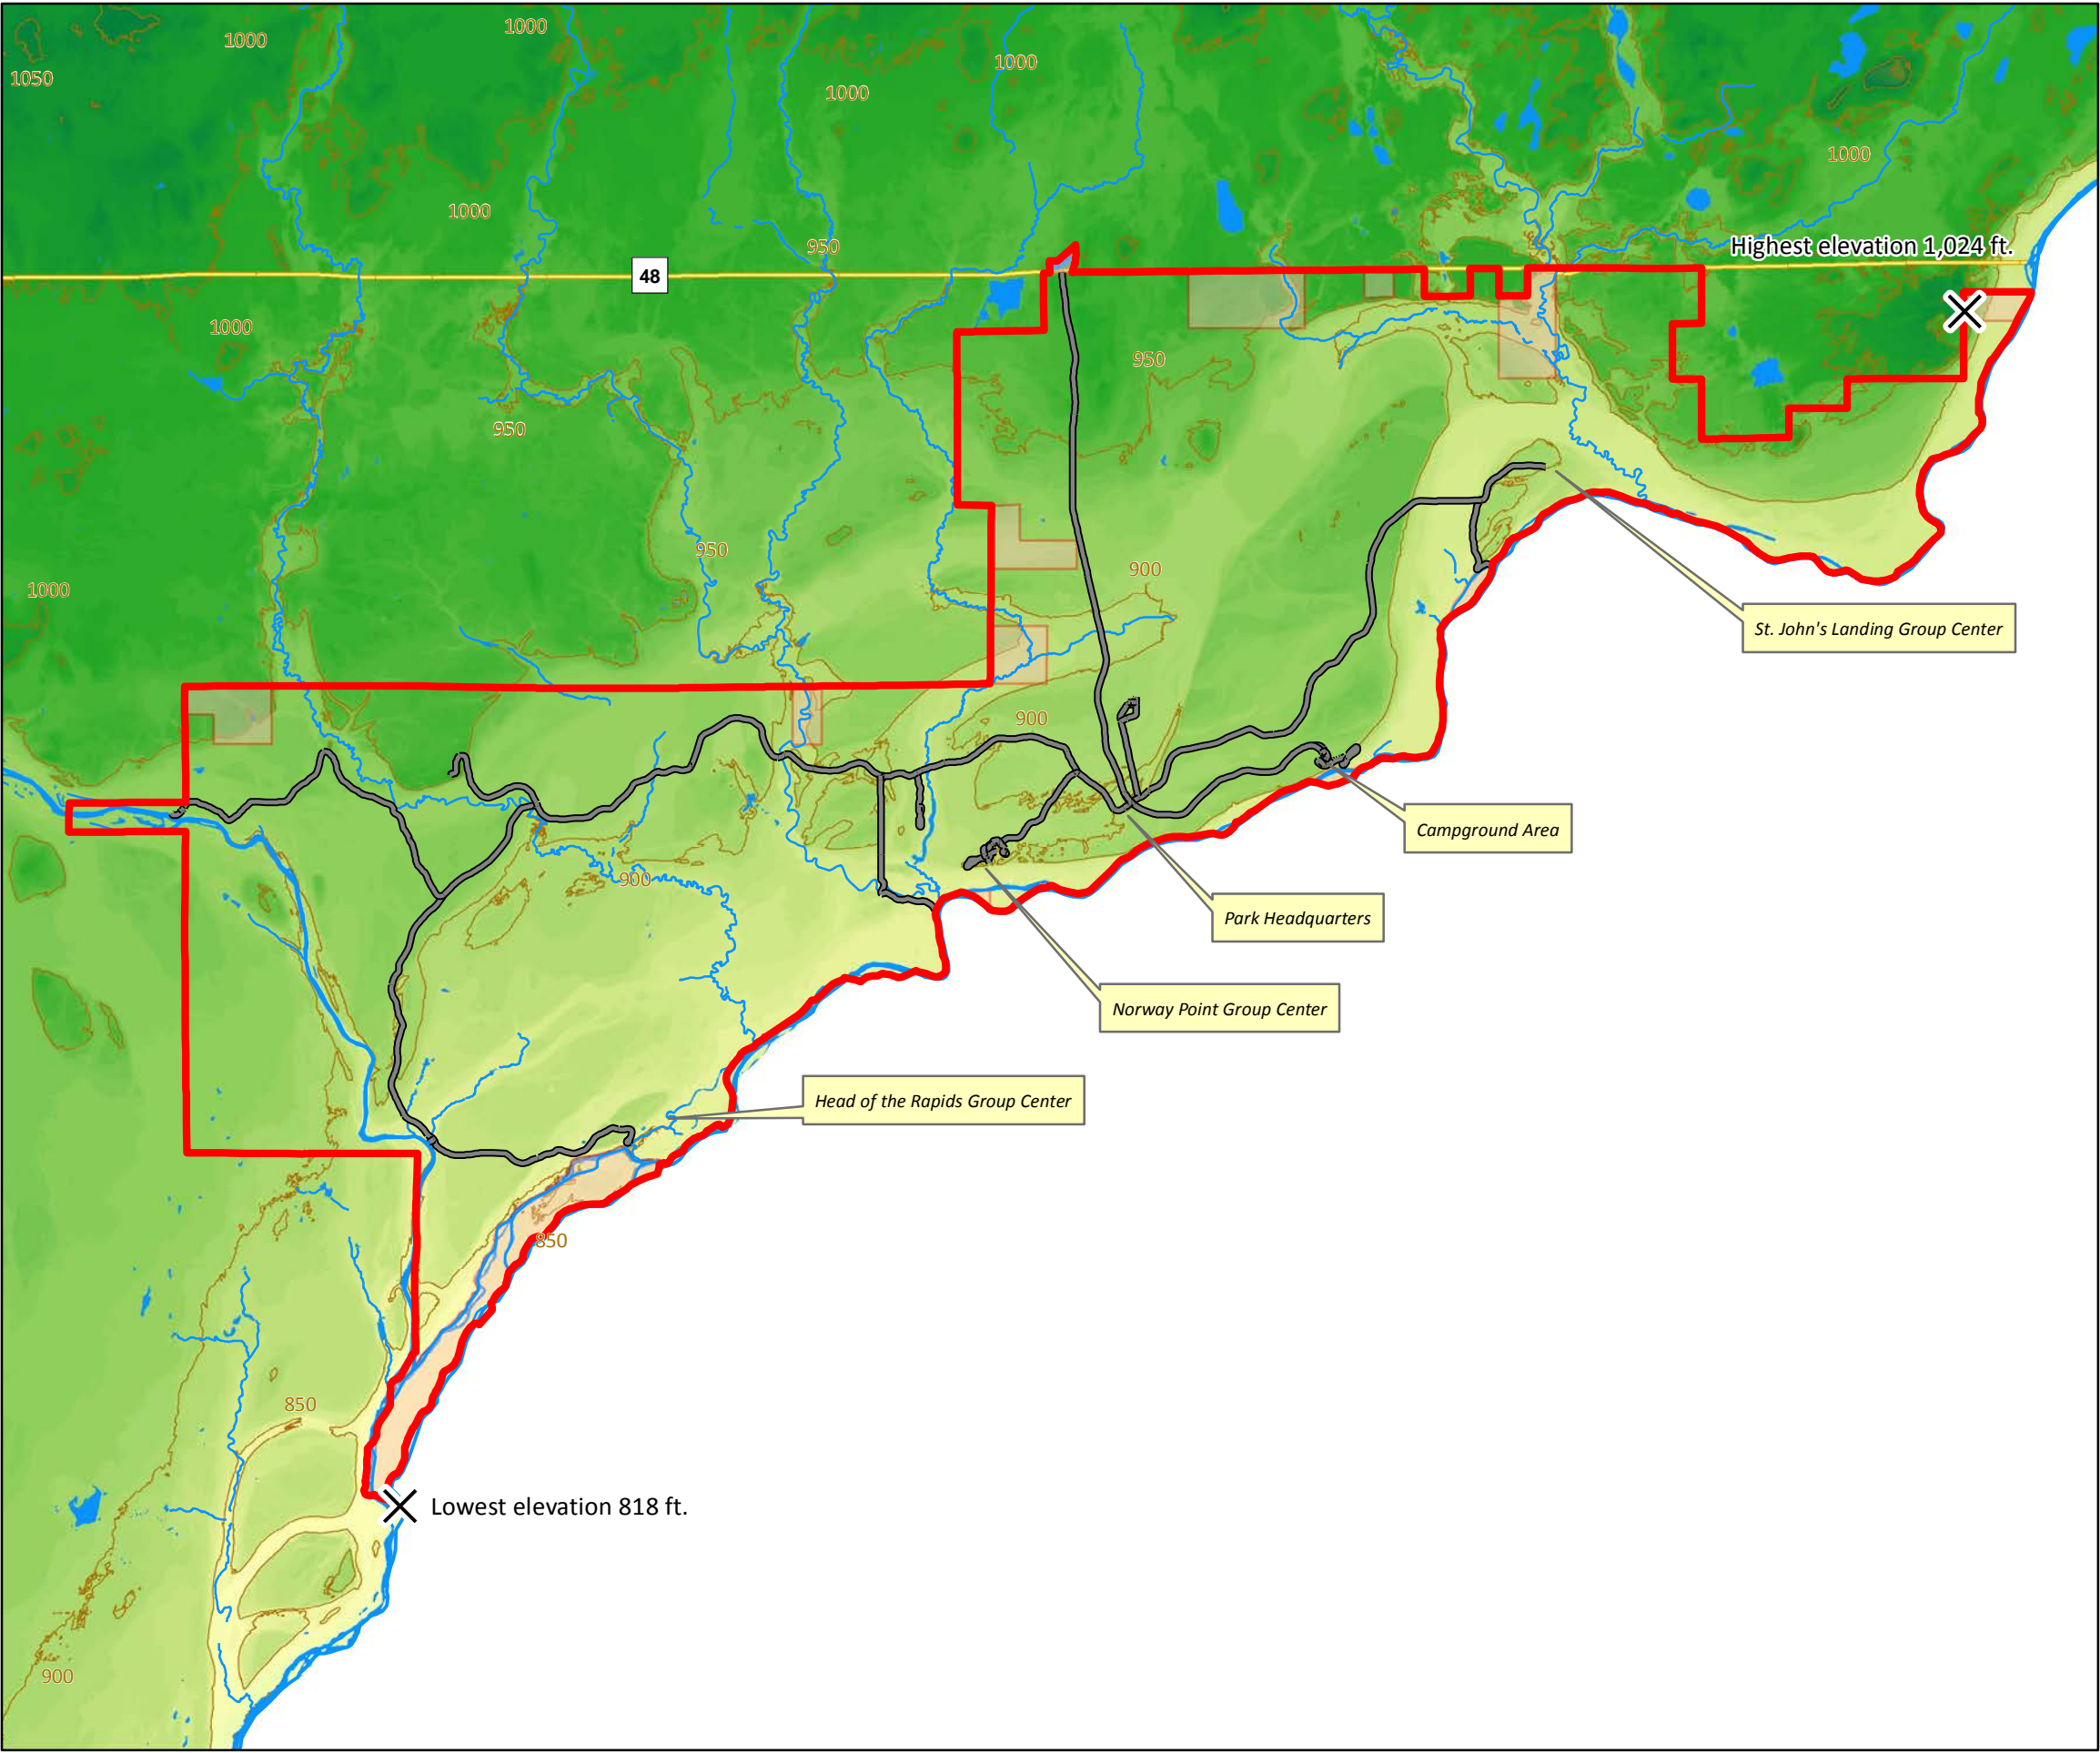 1000
1000
1000
1050
1000
1000
1000
950
Highest elevation 1,024 ft.
48
1000
950
950
950
900
1000
St. John's Landing Group Center
900
Campground Area
900
Park Headquarters
Norway Point Group Center
Head of the Rapids Group Center
850
850
Lowest elevation 818 ft.
900